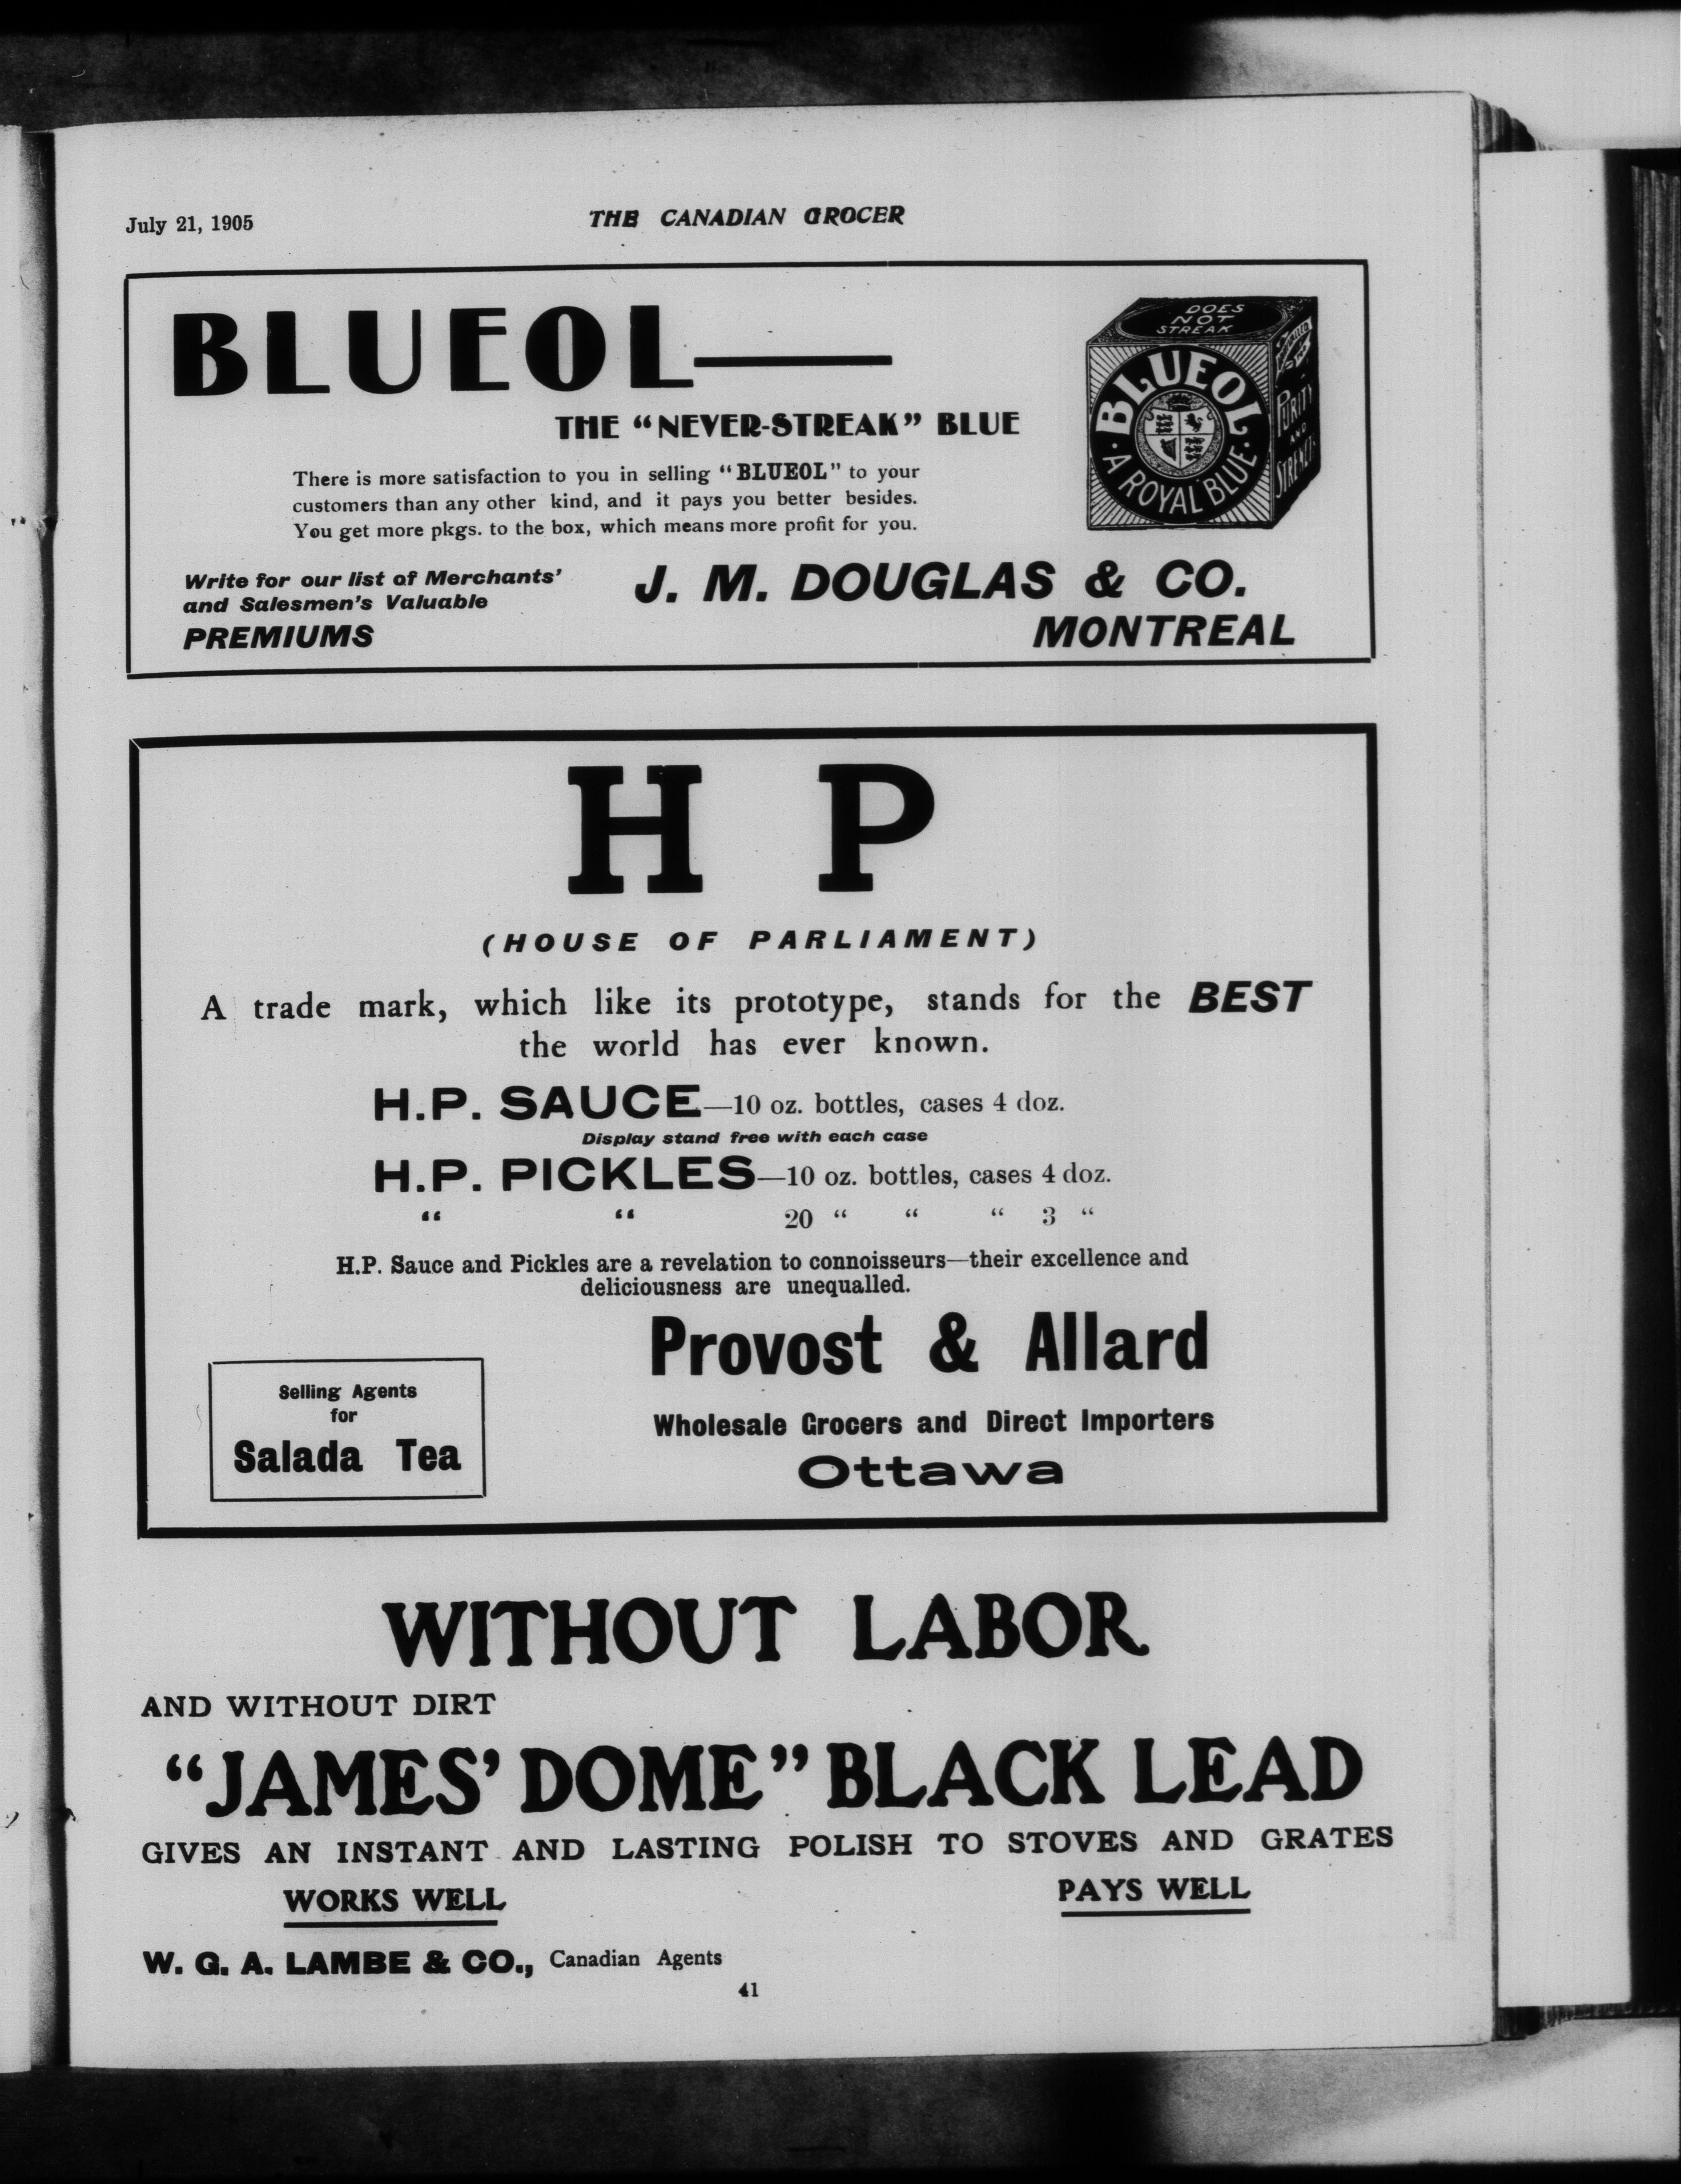 July 21, 1905
THE CANADIAN GROCER
BLUEOL—
DOES
NOT
STREAK
BLUEOL
A ROYAL BLUE
PURITY
AND
THE “NEVER-STREAK” BLUE
There is more satisfaction to you in selling “BLUEOL” to your
customers than any other kind, and it pays you better besides.
You get more pkgs. to the box, which means more profit for you.
Write for our list of Merchants’
and Salesmen’s Valuable
PREMIUMS
J. M. DOUGLAS & CO.
MONTREAL
H P
(HOUSE OF PARLIAMENT)
A trade mark, which like its prototype, stands for the BEST
the world has ever known.
H.P. SAUCE—10 oz. bottles, cases 4 doz.
Display stand free with each case
H.P. PICKLES—10 oz. bottles, cases 4 doz.
“ “ 20 “ “ “ 3 “
H.P. Sauce and Pickles are a revelation to connoisseurs—their excellence and
deliciousness are unequalled.
Provost & Allard
Wholesale Grocers and Direct Importers
Ottawa
Selling Agents
for
Salada Tea
WITHOUT LABOR
AND WITHOUT DIRT
“JAMES’ DOME” BLACK LEAD
GIVES AN INSTANT AND LASTING POLISH TO STOVES AND GRATES
WORKS WELL
PAYS WELL
W. G. A. LAMBE & CO., Canadian Agents
41